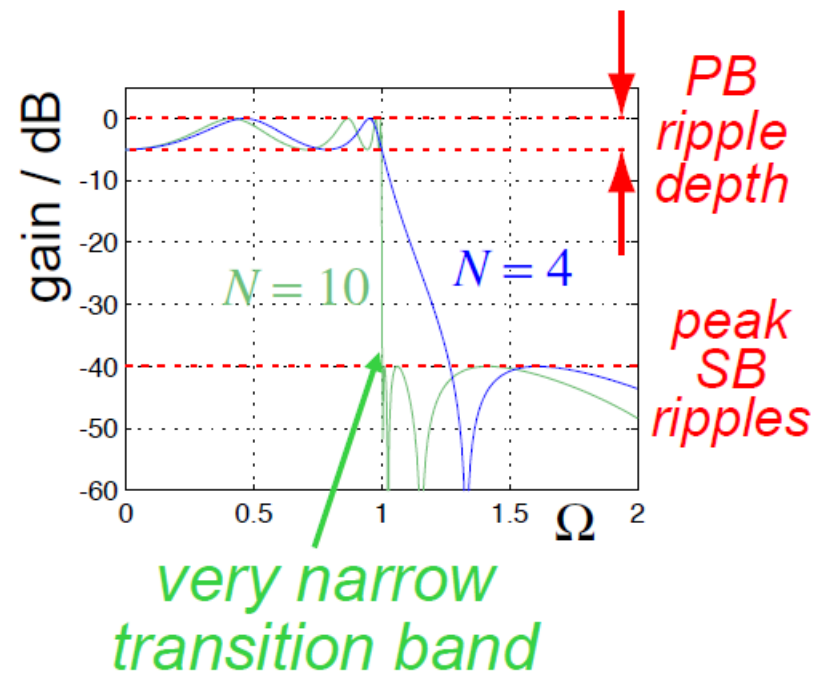 gain / dB
0
-10
-20
-30
-40
-50
-60
0
0.5
1
1.5
Ω
2
N = 10
N = 4
PB
ripple
depth
peak
SB
ripples
very narrow
transition band